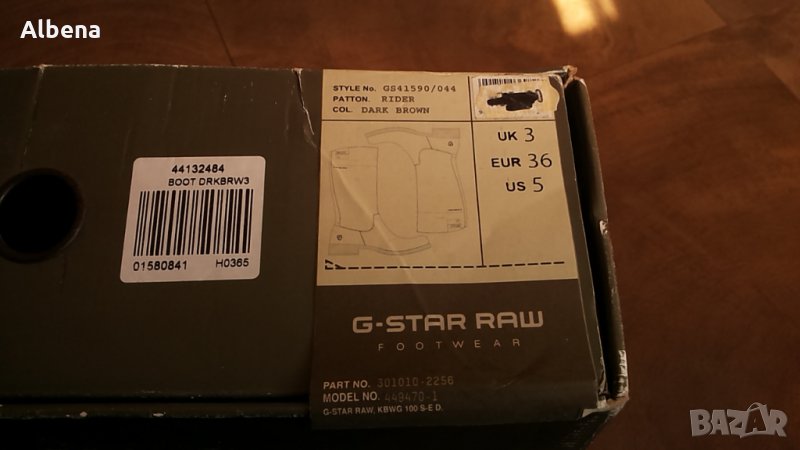 Albena
STYLE No. GS41590/044
PATTON. RIDER
COL. DARK BROWN
UK 3
EUR 36
US 5
44132484
BOOT DRKBRW3
01580841 H0365
G-STAR RAW
FOOTWEAR
PART NO. 301010-2256
MODEL NO. 449470-1
G-STAR RAW, KBWG 100 S-E D.
BAZAR